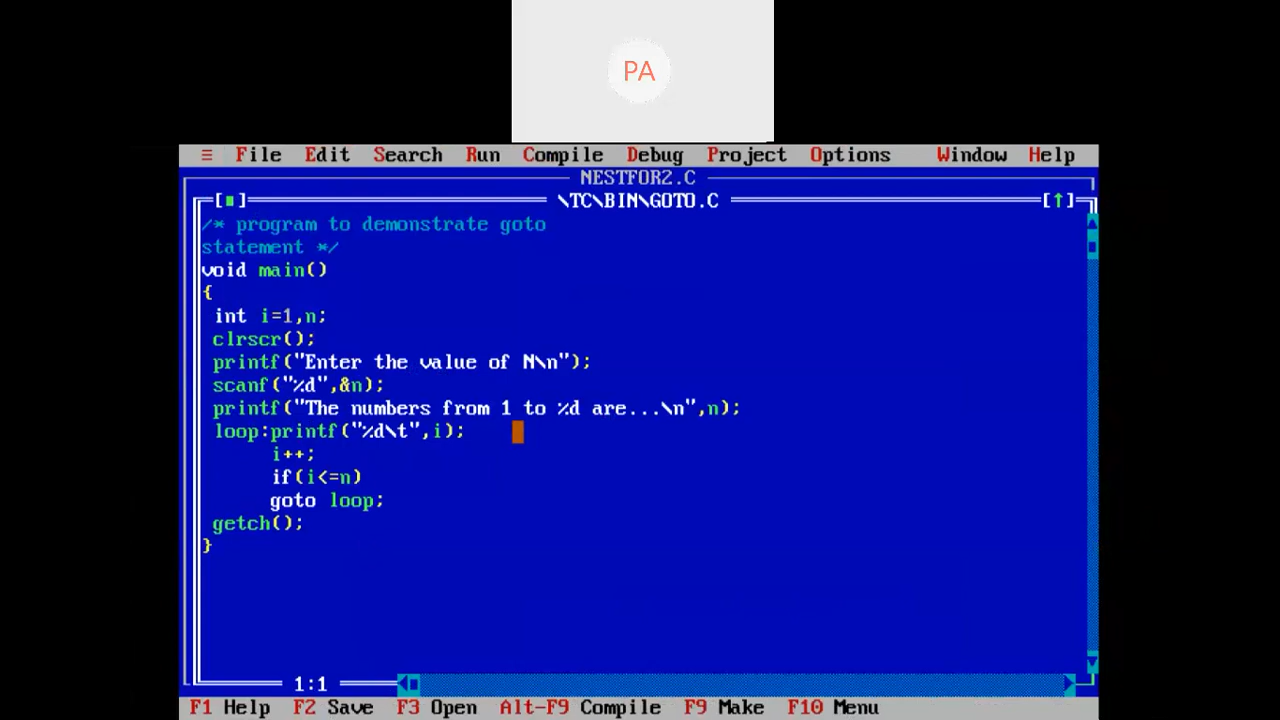 PA
≡ File Edit Search Run Compile Debug Project Options Window Help
NESTFOR2.C
[■] \TC\BIN\GOTO.C [↑]
/* program to demonstrate goto
statement */
void main()
{
int i=1,n;
clrscr();
printf("Enter the value of N\n");
scanf("%d",&n);
printf("The numbers from 1 to %d are...\n",n);
loop:printf("%d\t",i);
i++;
if(i<=n)
goto loop;
getch();
}
1:1
F1 Help F2 Save F3 Open Alt-F9 Compile F9 Make F10 Menu